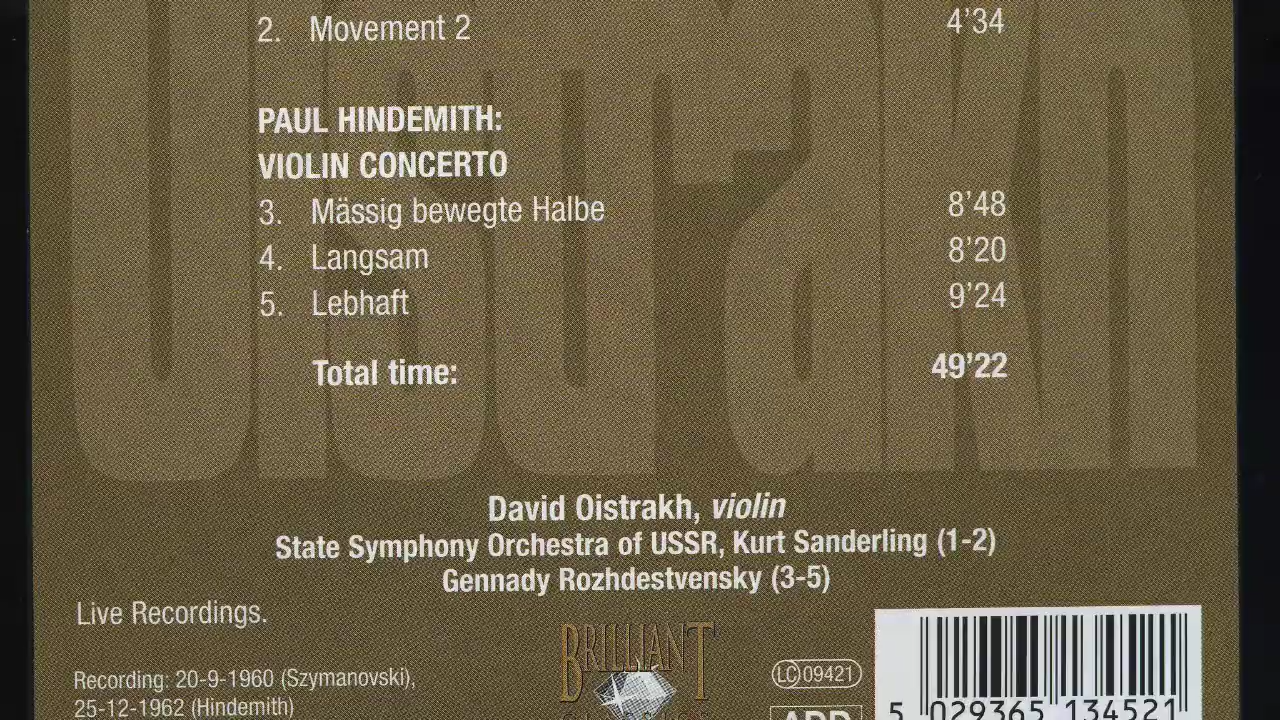 2. Movement 2 4'34
PAUL HINDEMITH:
VIOLIN CONCERTO
3. Mässig bewegte Halbe 8'48
4. Langsam 8'20
5. Lebhaft 9'24
Total time: 49'22
David Oistrakh, violin
State Symphony Orchestra of USSR, Kurt Sanderling (1-2)
Gennady Rozhdestvensky (3-5)
Live Recordings.
Recording: 20-9-1960 (Szymanovski),
25-12-1962 (Hindemith)
BRILLIANT
LC 09421
5 029365 134521